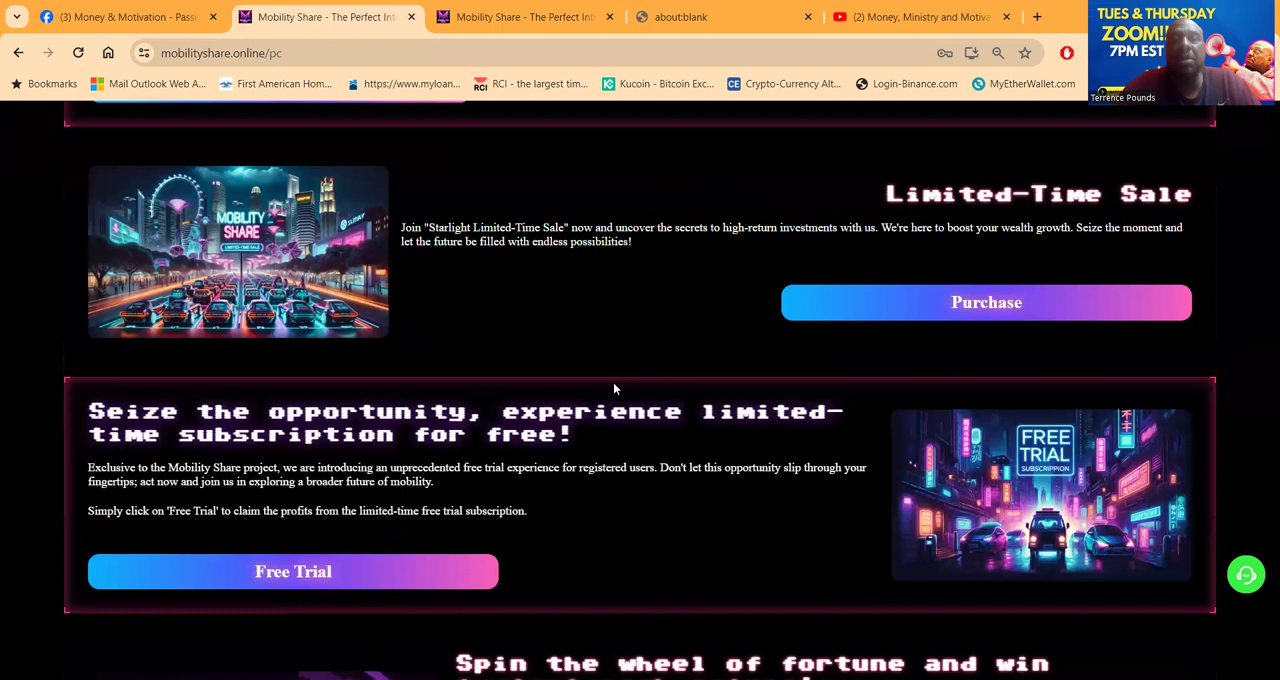 (3) Money & Motivation - Passi
Mobility Share - The Perfect Int
Mobility Share - The Perfect Int
about:blank
(2) Money, Ministry and Motiva
mobilityshare.online/pc
Bookmarks
Mail Outlook Web A...
First American Hom...
https://www.myloan...
RCI
RCI - the largest tim...
Kucoin - Bitcoin Exc...
CE
Crypto-Currency Alt...
Login-Binance.com
MyEtherWallet.com
TUES & THURSDAY
ZOOM!!
7PM EST
Terrence Pounds
MOBILITY
SHARE
LIMITED-TIME SALE
Limited-Time Sale
Join "Starlight Limited-Time Sale" now and uncover the secrets to high-return investments with us. We're here to boost your wealth growth. Seize the moment and
let the future be filled with endless possibilities!
Purchase
Seize the opportunity, experience limited-
time subscription for free!
Exclusive to the Mobility Share project, we are introducing an unprecedented free trial experience for registered users. Don't let this opportunity slip through your
fingertips; act now and join us in exploring a broader future of mobility.
Simply click on 'Free Trial' to claim the profits from the limited-time free trial subscription.
Free Trial
FREE
TRIAL
SUBSCRIPPION
Spin the wheel of fortune and win